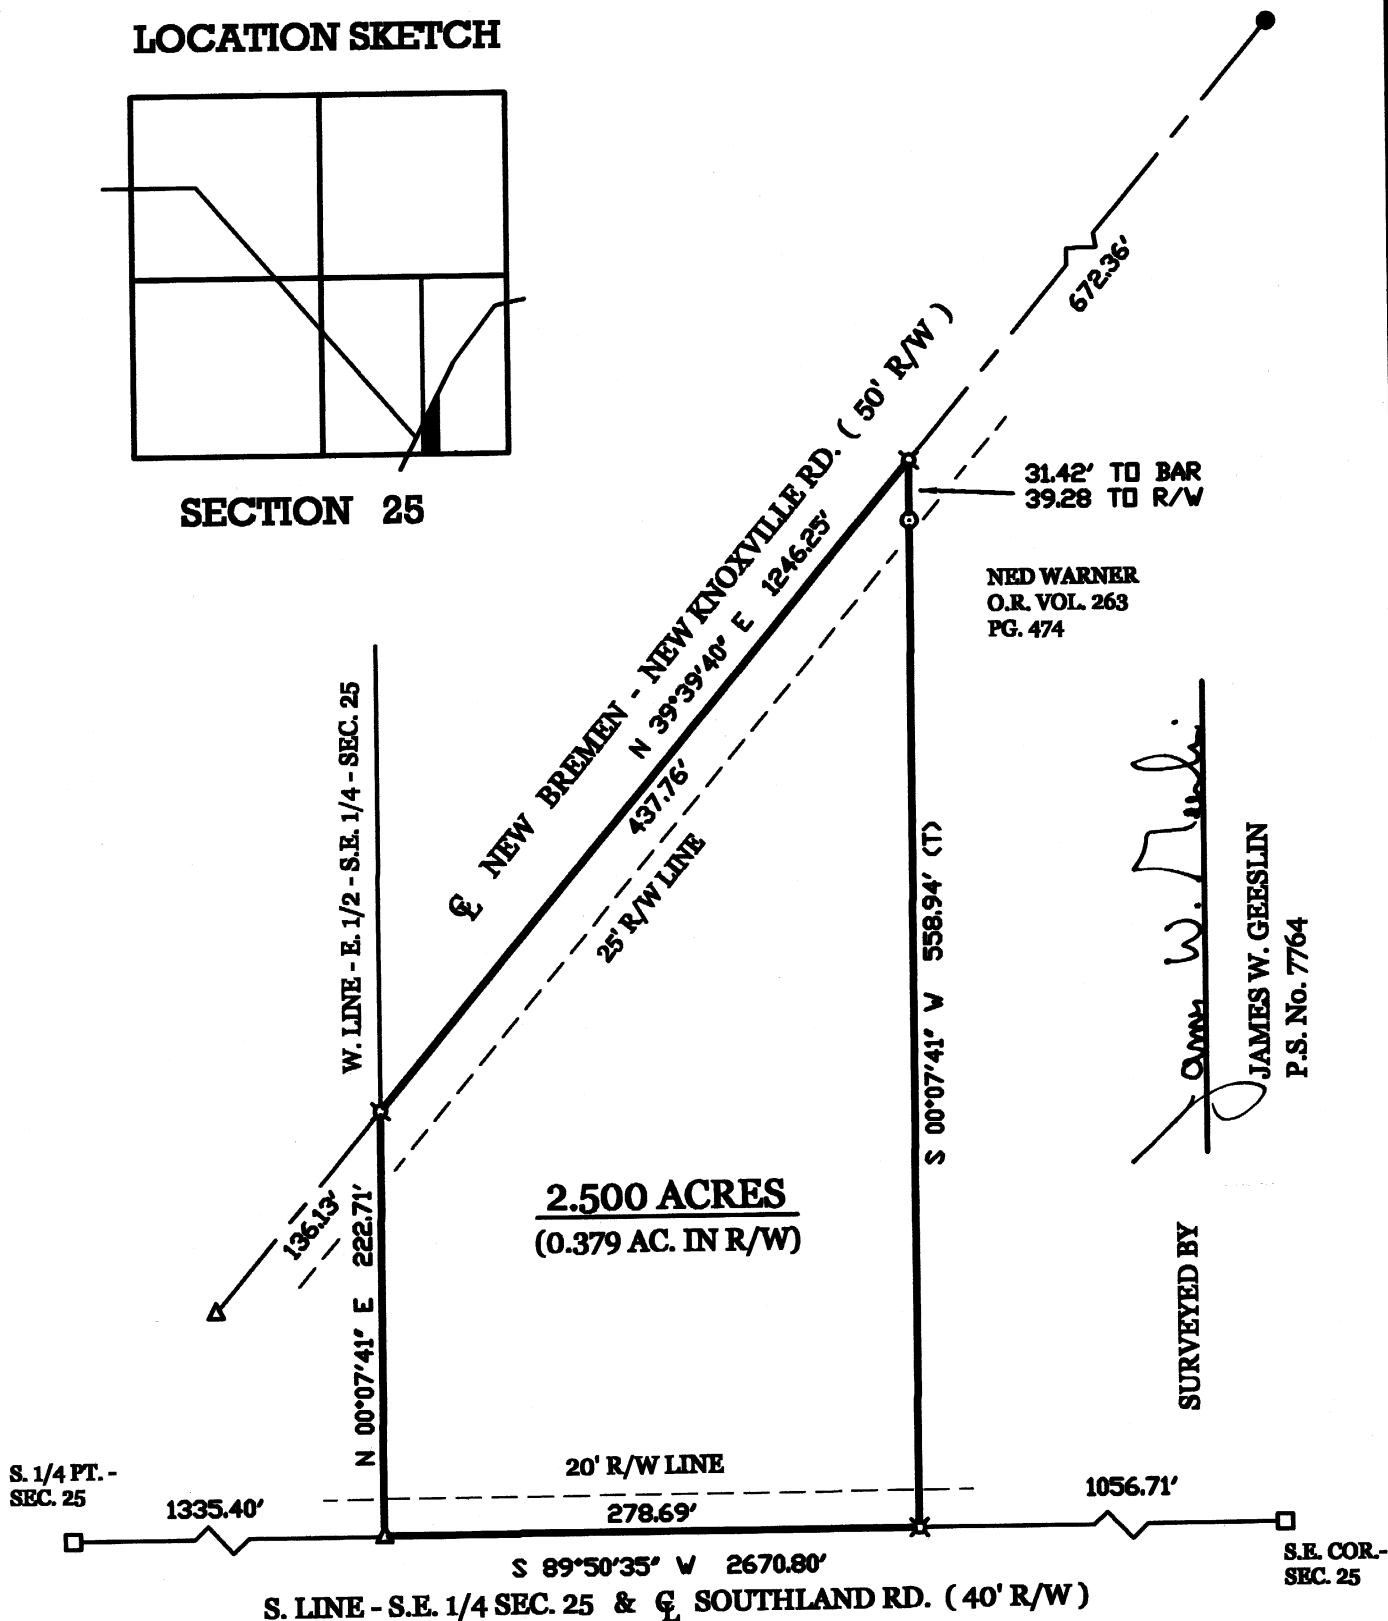 LOCATION SKETCH
SECTION 25
672.36'
31.42' TO BAR
39.28 TO R/W
NED WARNER
O.R. VOL. 263
PG. 474
℄ NEW BREMEN - NEW KNOXVILLE RD. ( 50' R/W )
N 39°39'40" E 1246.25'
437.76'
25' R/W LINE
W. LINE - E. 1/2 - S.E. 1/4 - SEC. 25
S 00°07'41" W 558.94' (T)
JAMES W. GEESLIN
P.S. No. 7764
SURVEYED BY
136.13'
N 00°07'41" E 222.71'
2.500 ACRES
(0.379 AC. IN R/W)
20' R/W LINE
S. 1/4 PT. -
SEC. 25
1335.40'
278.69'
1056.71'
S.E. COR.-
SEC. 25
S 89°50'35" W 2670.80'
S. LINE - S.E. 1/4 SEC. 25 & ℄ SOUTHLAND RD. ( 40' R/W )